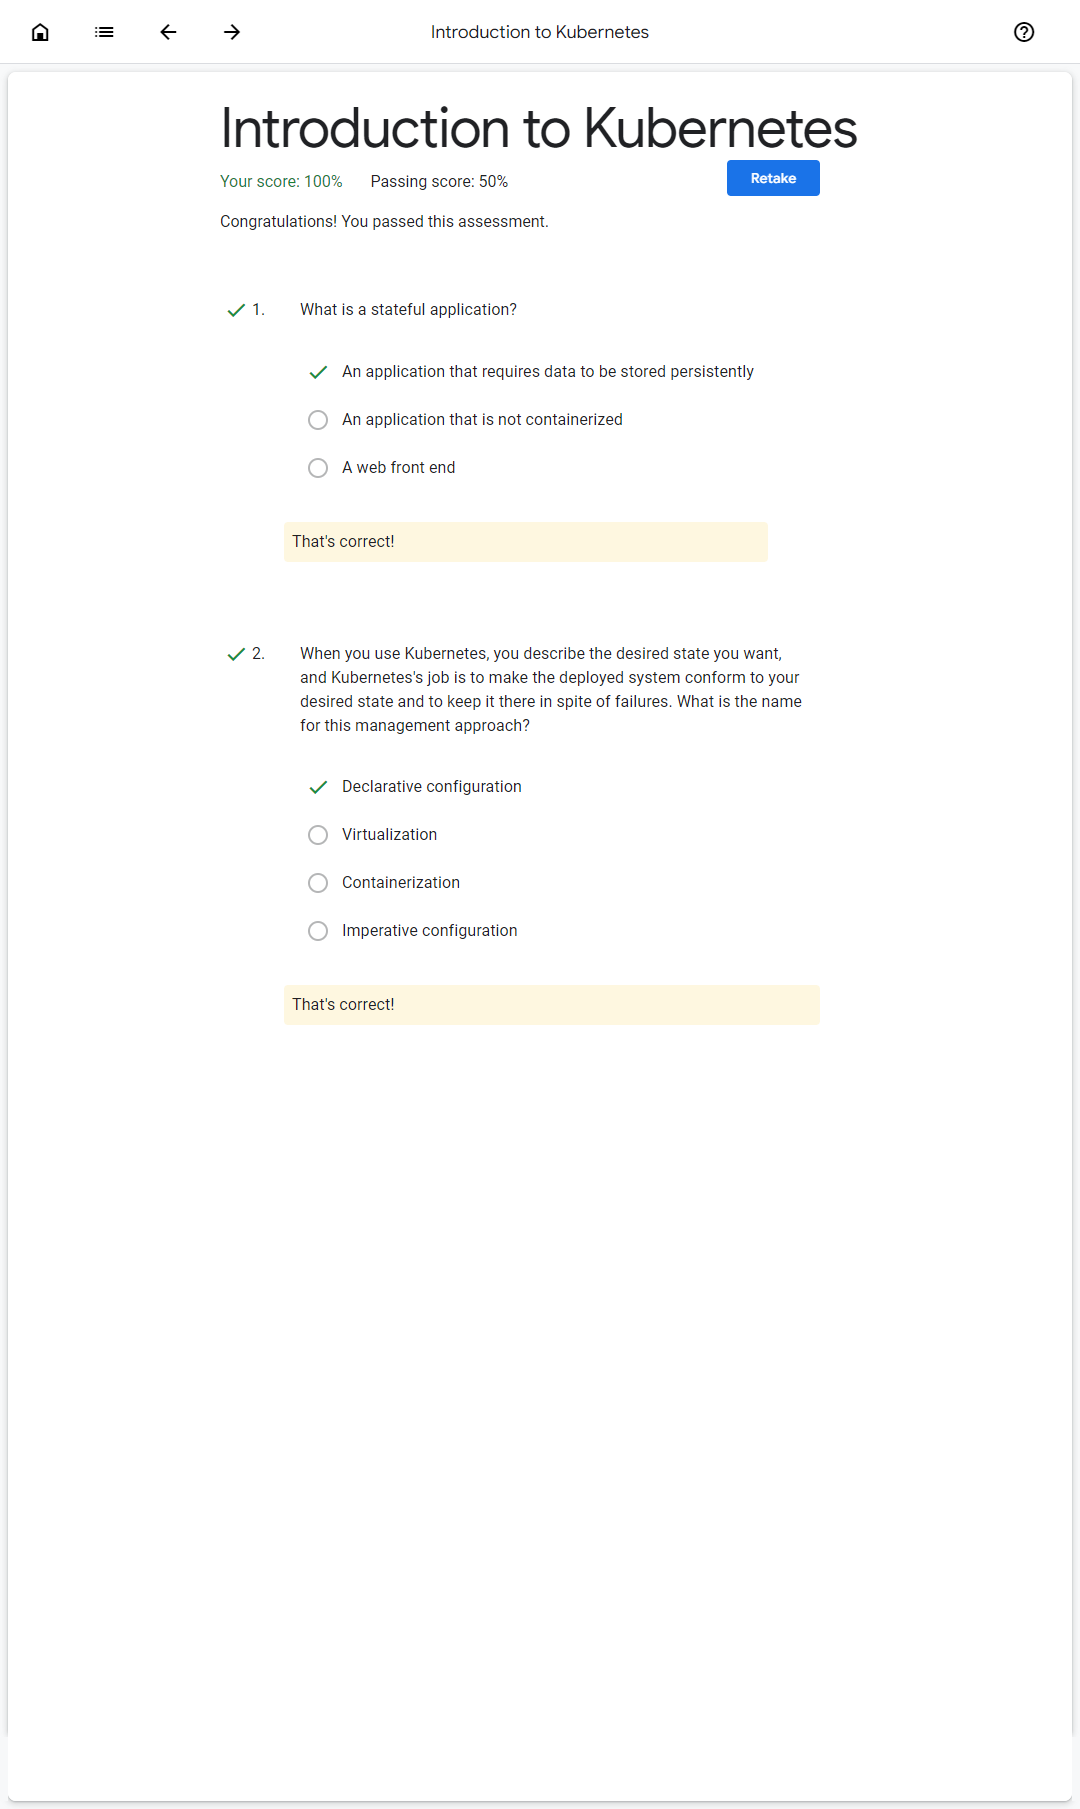 Introduction to Kubernetes
Introduction to Kubernetes
Your score: 100% Passing score: 50% Retake
Congratulations! You passed this assessment.
1. What is a stateful application?
An application that requires data to be stored persistently
An application that is not containerized
A web front end
That's correct!
2. When you use Kubernetes, you describe the desired state you want,
and Kubernetes's job is to make the deployed system conform to your
desired state and to keep it there in spite of failures. What is the name
for this management approach?
Declarative configuration
Virtualization
Containerization
Imperative configuration
That's correct!